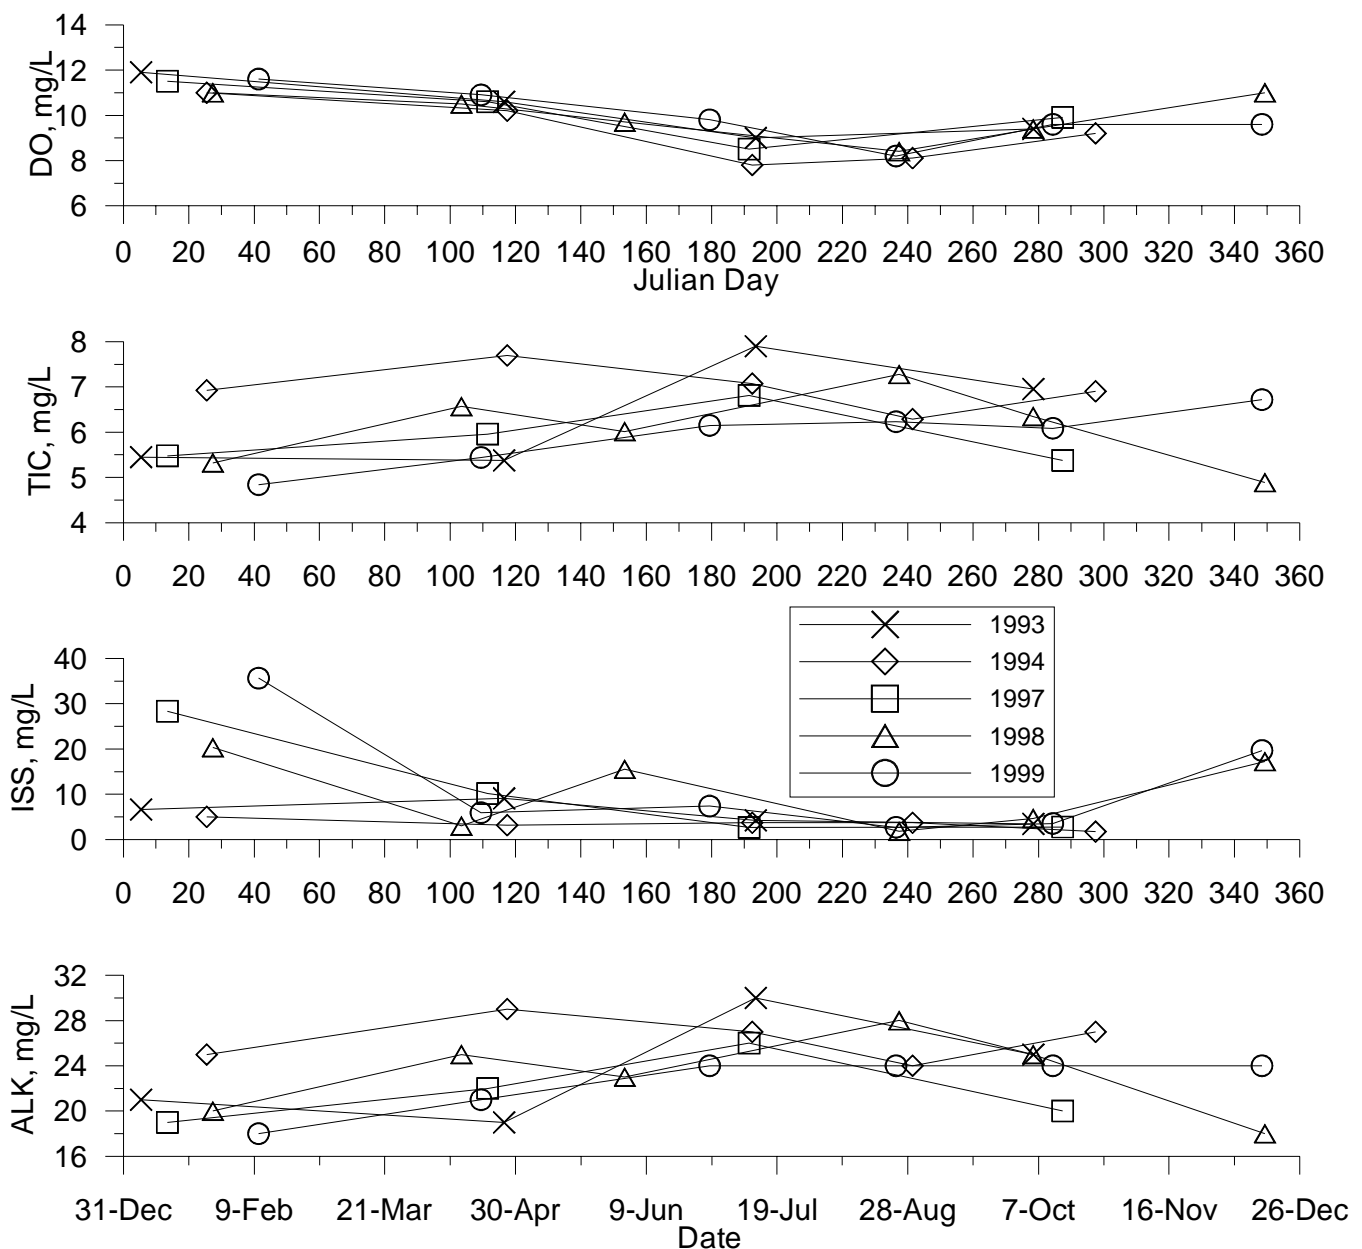 14
12
10
8
6
DO, mg/L
0 20 40 60 80 100 120 140 160 180 200 220 240 260 280 300 320 340 360
Julian Day
8
7
6
5
4
TIC, mg/L
0 20 40 60 80 100 120 140 160 180 200 220 240 260 280 300 320 340 360
1993
1994
1997
1998
1999
40
30
20
10
0
ISS, mg/L
0 20 40 60 80 100 120 140 160 180 200 220 240 260 280 300 320 340 360
32
28
24
20
16
ALK, mg/L
31-Dec 9-Feb 21-Mar 30-Apr 9-Jun 19-Jul 28-Aug 7-Oct 16-Nov 26-Dec
Date